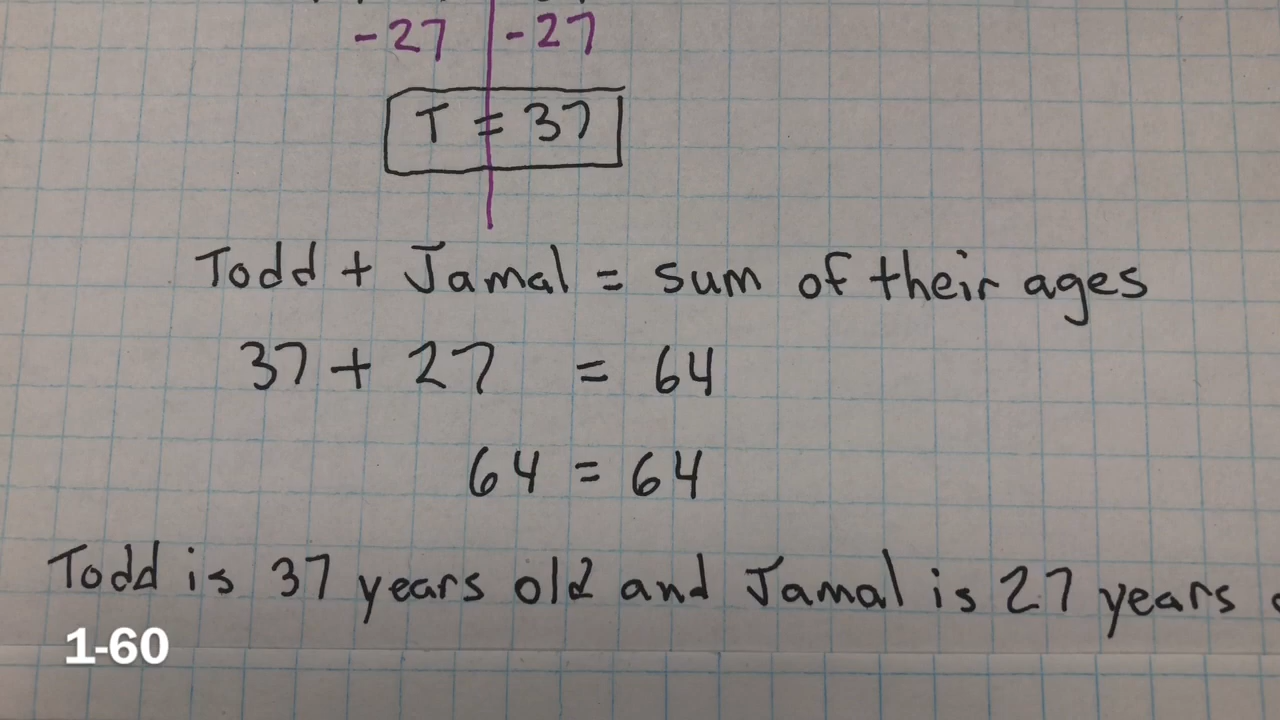 -27 -27
T = 37
Todd + Jamal = sum of their ages
37 + 27 = 64
64 = 64
Todd is 37 years old and Jamal is 27 years
1-60